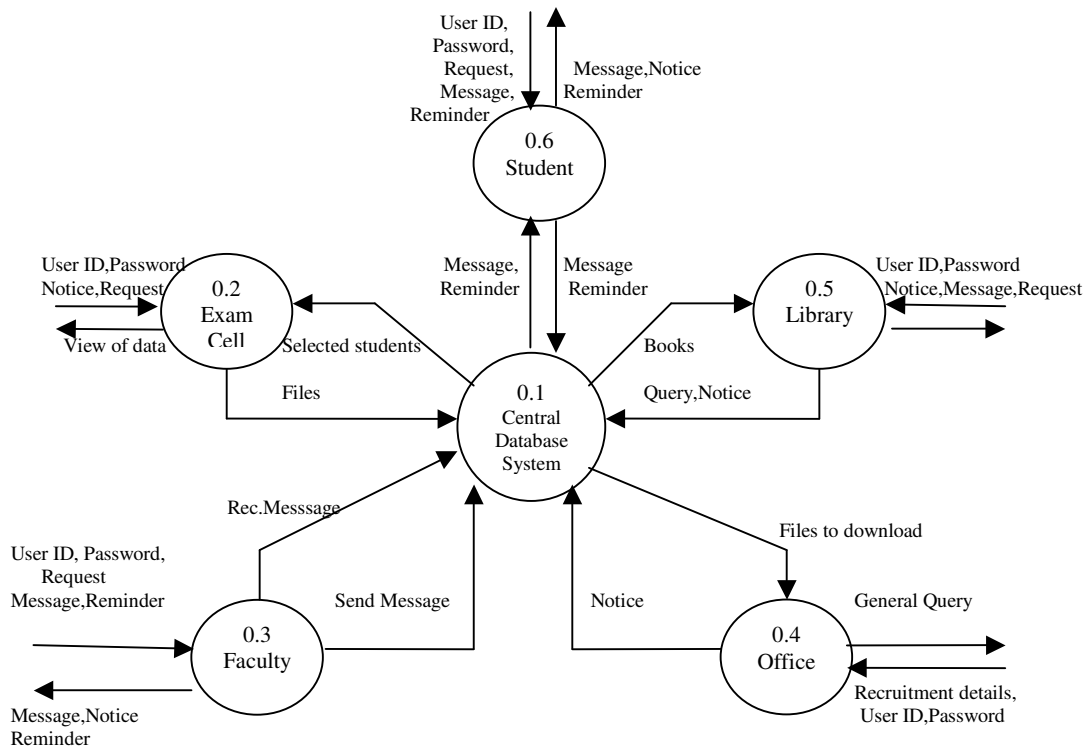 User ID,
Password,
Request,
Message,
Reminder
Message,Notice
Reminder
0.6
Student
User ID,Password
Notice,Request
View of data
0.2
Exam
Cell
Message,
Reminder
Message
Reminder
0.5
Library
User ID,Password
Notice,Message,Request
Selected students
Books
Files
Query,Notice
0.1
Central
Database
System
Rec.Messsage
Files to download
User ID, Password,
Request
Message,Reminder
Send Message
Notice
General Query
0.3
Faculty
0.4
Office
Message,Notice
Reminder
Recruitment details,
User ID,Password